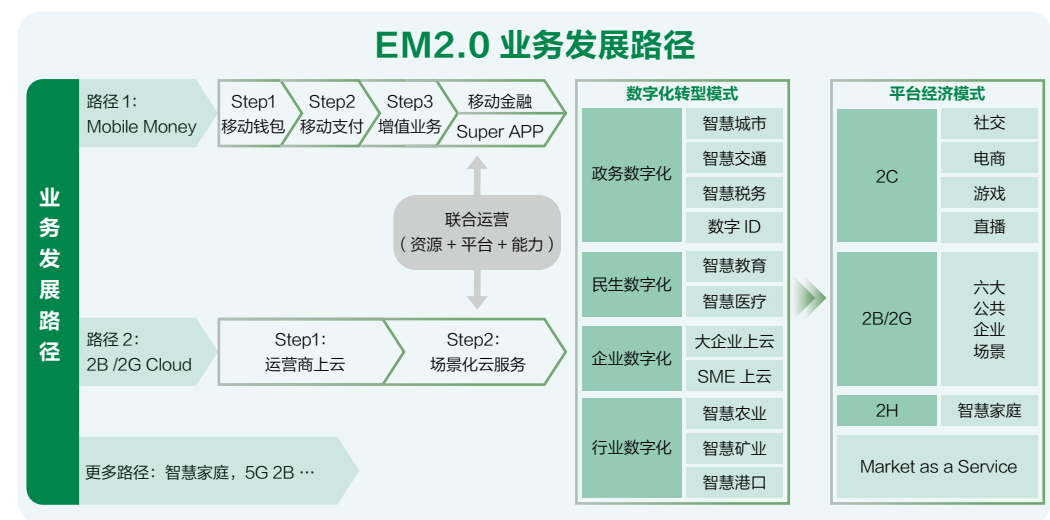 EM2.0 业务发展路径
业务发展路径
路径 1：
Mobile Money
Step1
移动钱包
Step2
移动支付
Step3
增值业务
移动金融
Super APP
联合运营
（资源 + 平台 + 能力）
路径 2：
2B /2G Cloud
Step1：
运营商上云
Step2：
场景化云服务
更多路径：智慧家庭，5G 2B …
数字化转型模式
政务数字化
智慧城市
智慧交通
智慧税务
数字 ID
民生数字化
智慧教育
智慧医疗
企业数字化
大企业上云
SME 上云
行业数字化
智慧农业
智慧矿业
智慧港口
平台经济模式
2C
社交
电商
游戏
直播
2B/2G
六大
公共
企业
场景
2H
智慧家庭
Market as a Service